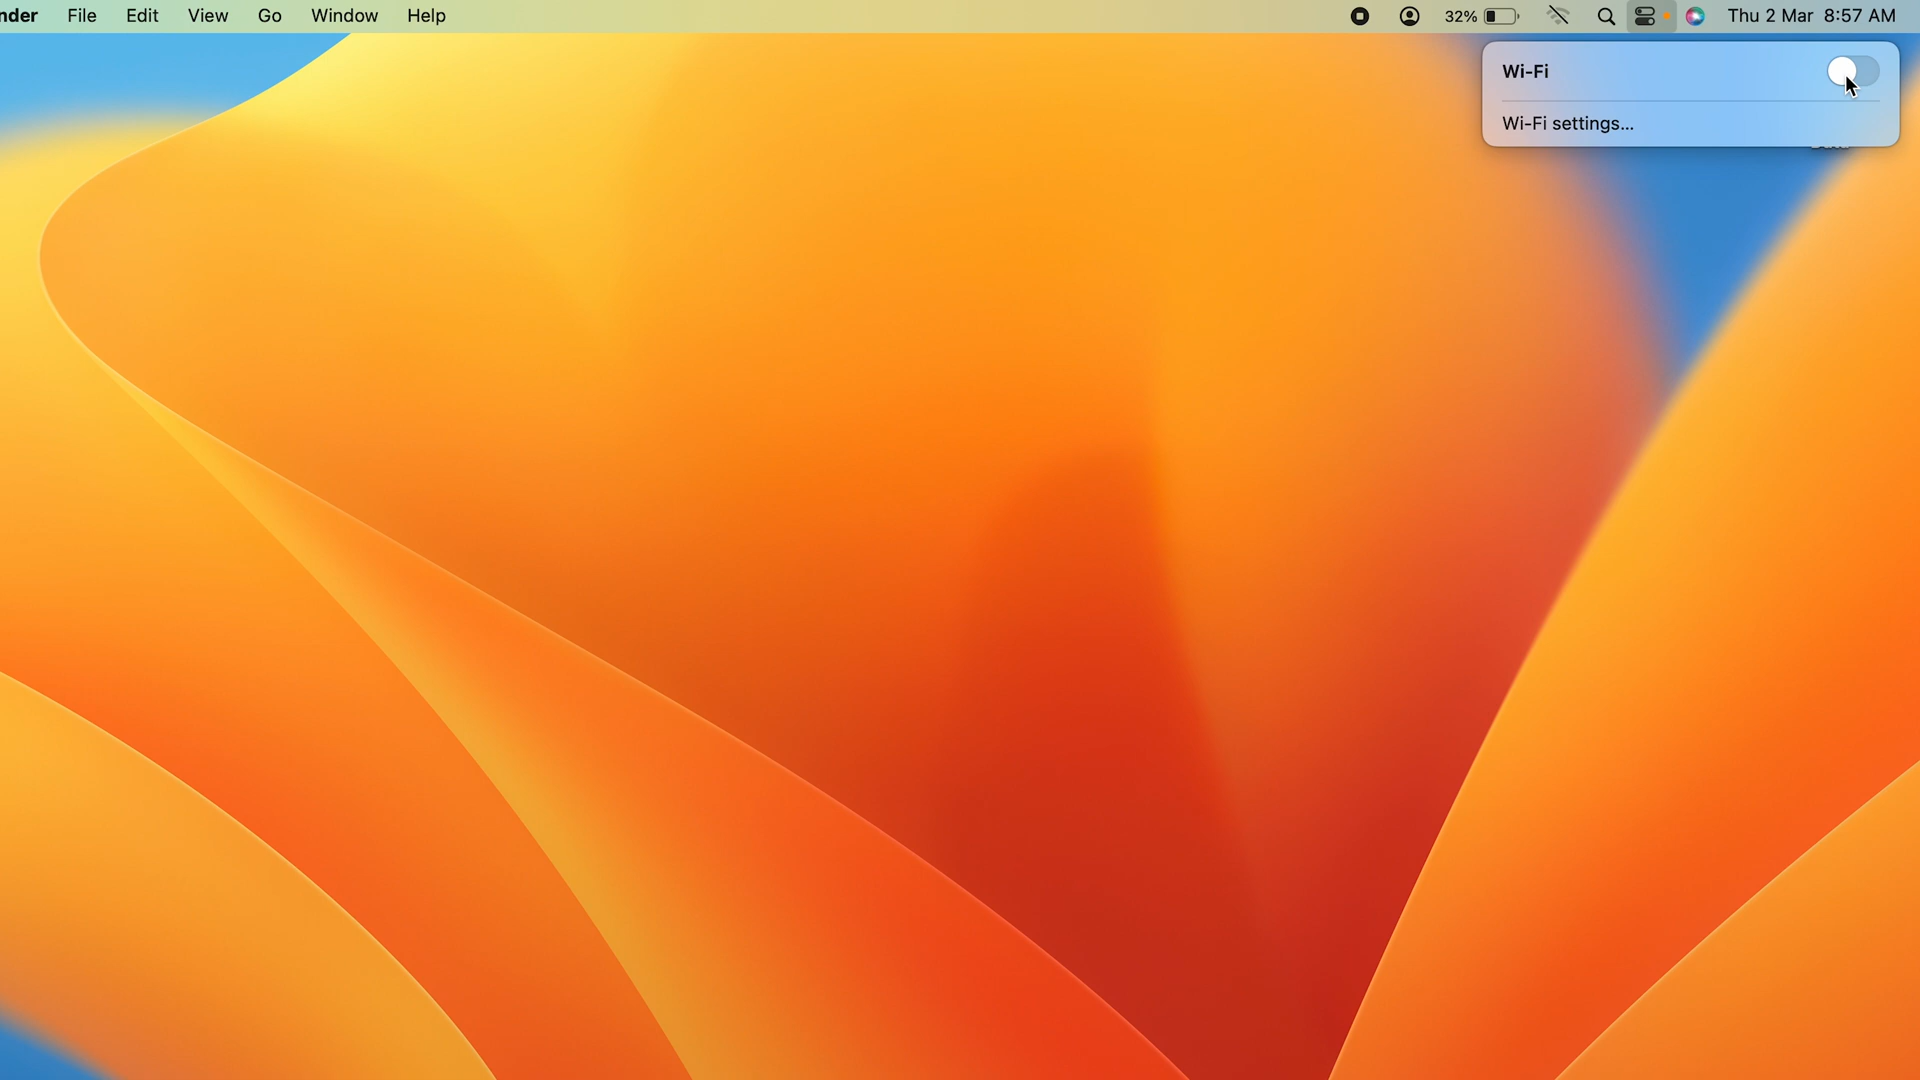 nder File Edit View Go Window Help 32% Thu 2 Mar 8:57 AM
Wi-Fi
Wi-Fi settings...